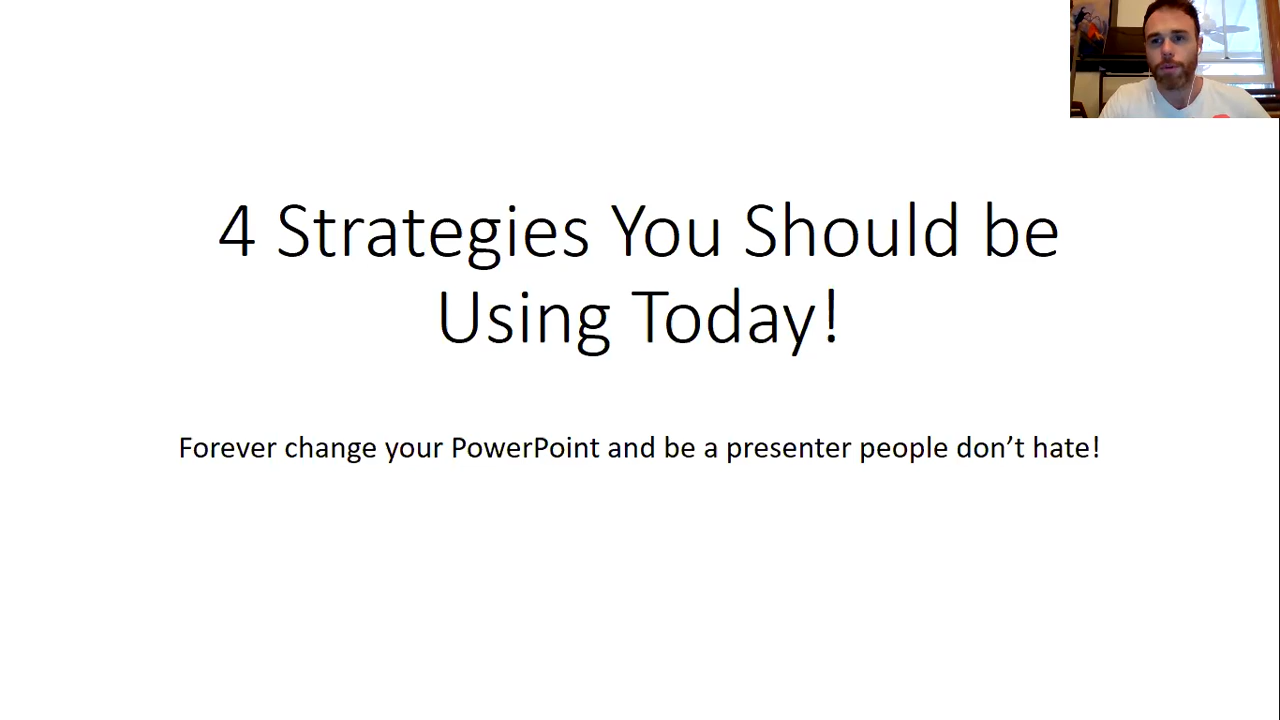 4 Strategies You Should be
Using Today!
Forever change your PowerPoint and be a presenter people don’t hate!